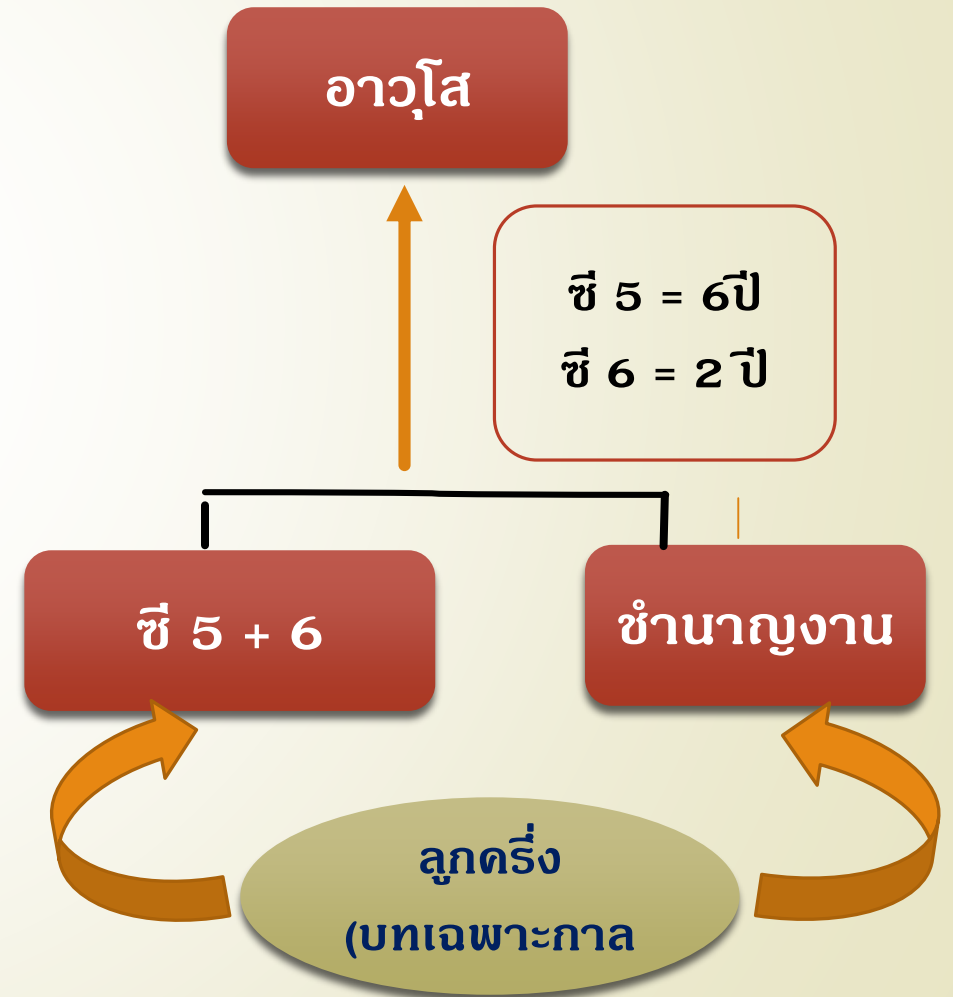 อาวุโส
ซี 5 = 6ปี
ซี 6 = 2 ปี
ซี 5 + 6
ชำนาญงาน
ลูกครึ่ง
(บทเฉพาะกาล